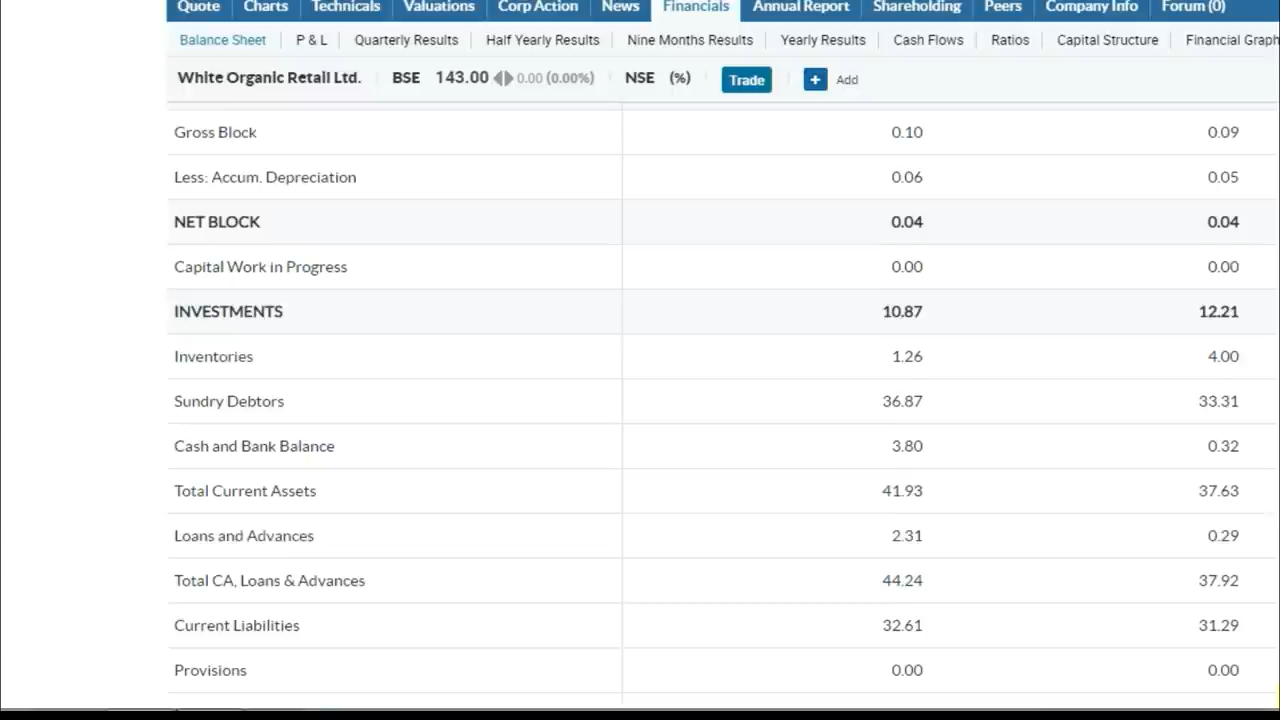 Quote Charts Technicals Valuations Corp Action News Financials Annual Report Shareholding Peers Company Info Forum (0)
Balance Sheet P & L Quarterly Results Half Yearly Results Nine Months Results Yearly Results Cash Flows Ratios Capital Structure Financial Graph
White Organic Retail Ltd. BSE 143.00 0.00 (0.00%) NSE (%) Trade + Add
Gross Block 0.10 0.09
Less: Accum. Depreciation 0.06 0.05
NET BLOCK 0.04 0.04
Capital Work in Progress 0.00 0.00
INVESTMENTS 10.87 12.21
Inventories 1.26 4.00
Sundry Debtors 36.87 33.31
Cash and Bank Balance 3.80 0.32
Total Current Assets 41.93 37.63
Loans and Advances 2.31 0.29
Total CA, Loans & Advances 44.24 37.92
Current Liabilities 32.61 31.29
Provisions 0.00 0.00